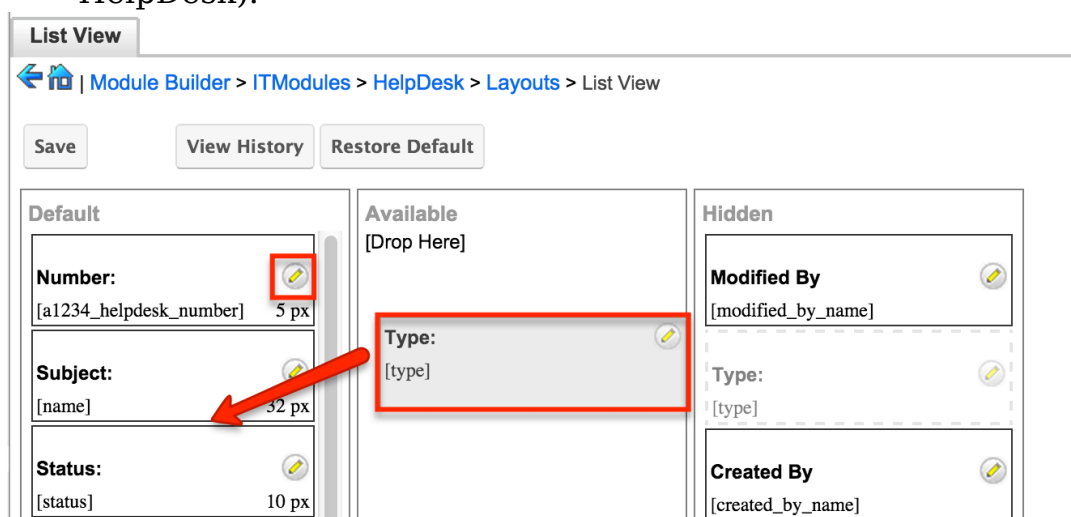 HelpDesk).
List View
| Module Builder > ITModules > HelpDesk > Layouts > List View
Save View History Restore Default
Default
Number:
[a1234_helpdesk_number] 5 px
Subject:
[name] 32 px
Status:
[status] 10 px
Available
[Drop Here]
Type:
[type]
Hidden
Modified By
[modified_by_name]
Type:
[type]
Created By
[created_by_name]